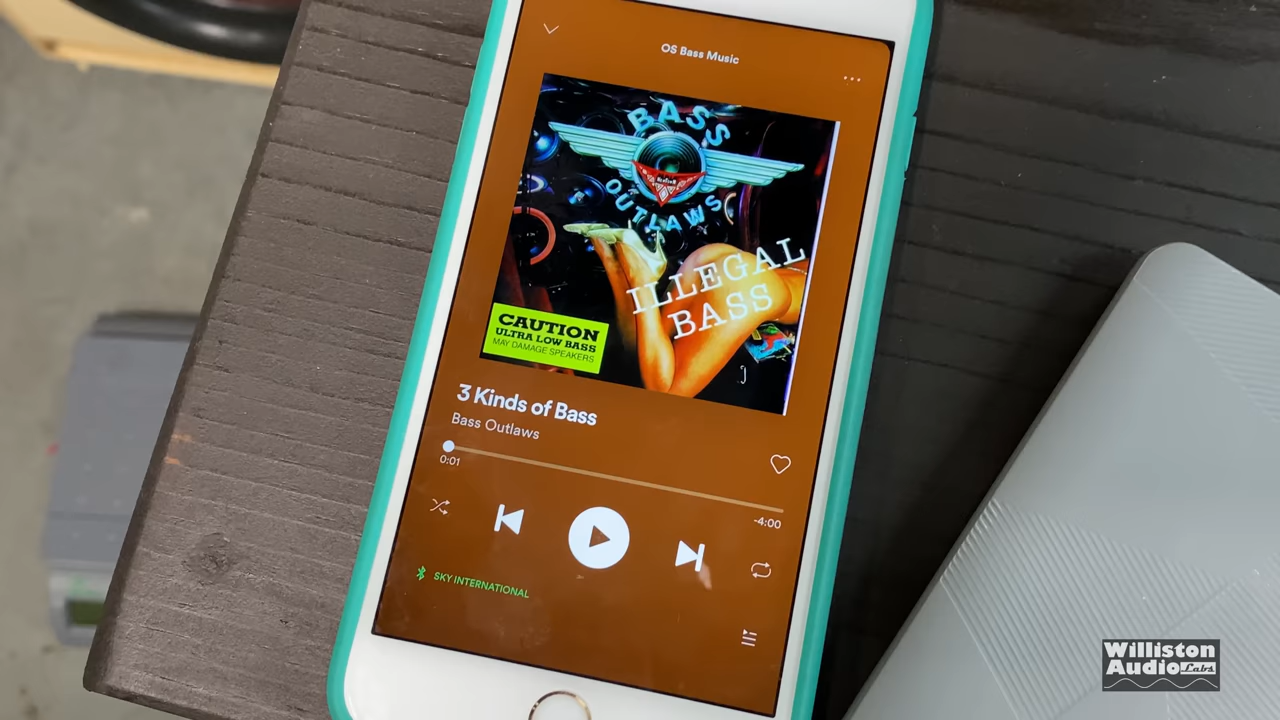 OS Bass Music
BASS
OUTLAWS
ILLEGAL
BASS
CAUTION
ULTRA LOW BASS
MAY DAMAGE SPEAKERS
3 Kinds of Bass
Bass Outlaws
0:01
-4:00
SKY INTERNATIONAL
Williston
Audio Labs